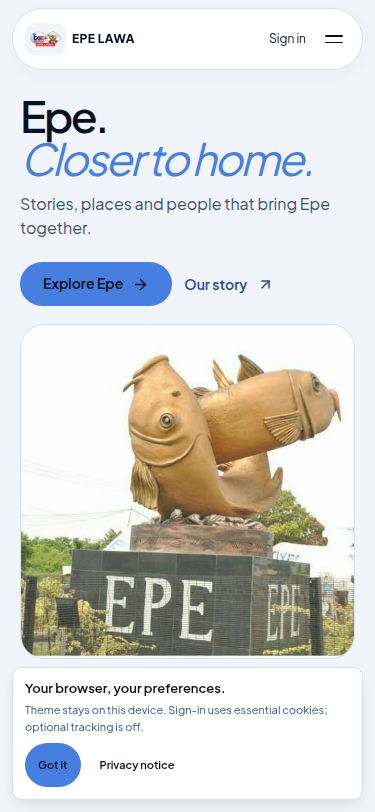 EPE LAWA
Sign in
Epe.
Closer to home.
Stories, places and people that bring Epe
together.
Explore Epe
Our story
EPE
EPE
Your browser, your preferences.
Theme stays on this device. Sign-in uses essential cookies;
optional tracking is off.
Got it
Privacy notice